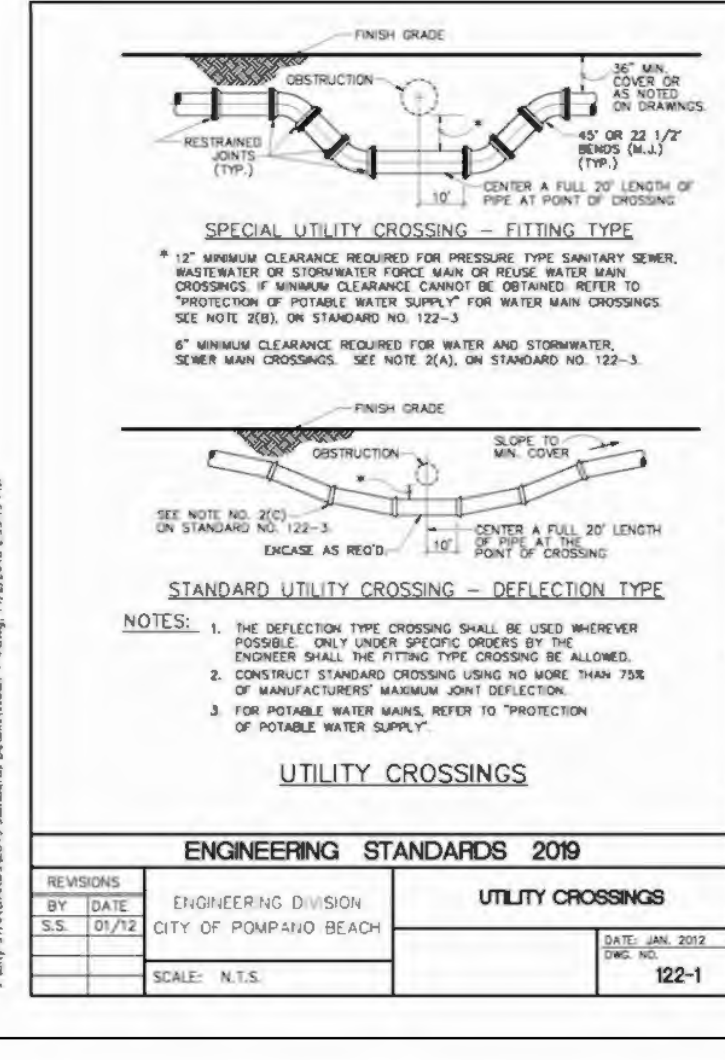 FINISH GRADE
OBSTRUCTION
36" MIN.
COVER OR
AS NOTED
ON DRAWINGS.
*
RESTRAINED
JOINTS
(TYP.)
45° OR 22 1/2°
BENDS (M.J.)
(TYP.)
10'
CENTER A FULL 20' LENGTH OF
PIPE AT POINT OF CROSSING
SPECIAL UTILITY CROSSING – FITTING TYPE
* 12" MINIMUM CLEARANCE REQUIRED FOR PRESSURE TYPE SANITARY SEWER,
WASTEWATER OR STORMWATER FORCE MAIN OR REUSE WATER MAIN
CROSSINGS. IF MINIMUM CLEARANCE CANNOT BE OBTAINED REFER TO
"PROTECTION OF POTABLE WATER SUPPLY" FOR WATER MAIN CROSSINGS.
SEE NOTE 2(B), ON STANDARD NO. 122-3
6" MINIMUM CLEARANCE REQUIRED FOR WATER AND STORMWATER,
SEWER MAIN CROSSINGS. SEE NOTE 2(A), ON STANDARD NO. 122-3.
FINISH GRADE
OBSTRUCTION
SLOPE TO
MIN. COVER
*
SEE NOTE NO. 2(C)
ON STANDARD NO. 122-3.
ENCASE AS REQ'D.
10'
CENTER A FULL 20' LENGTH
OF PIPE AT THE
POINT OF CROSSING
STANDARD UTILITY CROSSING – DEFLECTION TYPE
NOTES: 1. THE DEFLECTION TYPE CROSSING SHALL BE USED WHEREVER
POSSIBLE. ONLY UNDER SPECIFIC ORDERS BY THE
ENGINEER SHALL THE FITTING TYPE CROSSING BE ALLOWED.
2. CONSTRUCT STANDARD CROSSING USING NO MORE THAN 75%
OF MANUFACTURERS' MAXIMUM JOINT DEFLECTION.
3. FOR POTABLE WATER MAINS, REFER TO "PROTECTION
OF POTABLE WATER SUPPLY".
UTILITY CROSSINGS
ENGINEERING STANDARDS 2019
REVISIONS
BY DATE
S.S. 01/12
ENGINEERING DIVISION
CITY OF POMPANO BEACH
SCALE: N.T.S.
UTILITY CROSSINGS
DATE: JAN. 2012
DWG. NO.
122-1